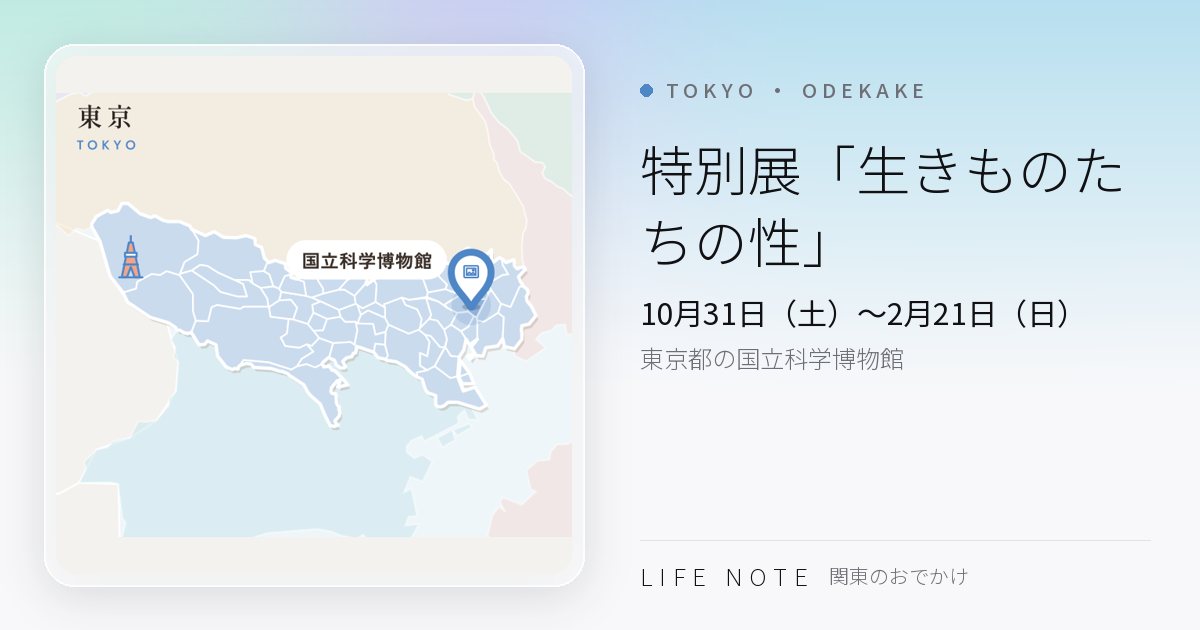 東京
TOKYO
国立科学博物館
TOKYO • ODEKAKE
特別展「生きものた
ちの性」
10月31日（土）〜2月21日（日）
東京都の国立科学博物館
LIFE NOTE 関東のおでかけ